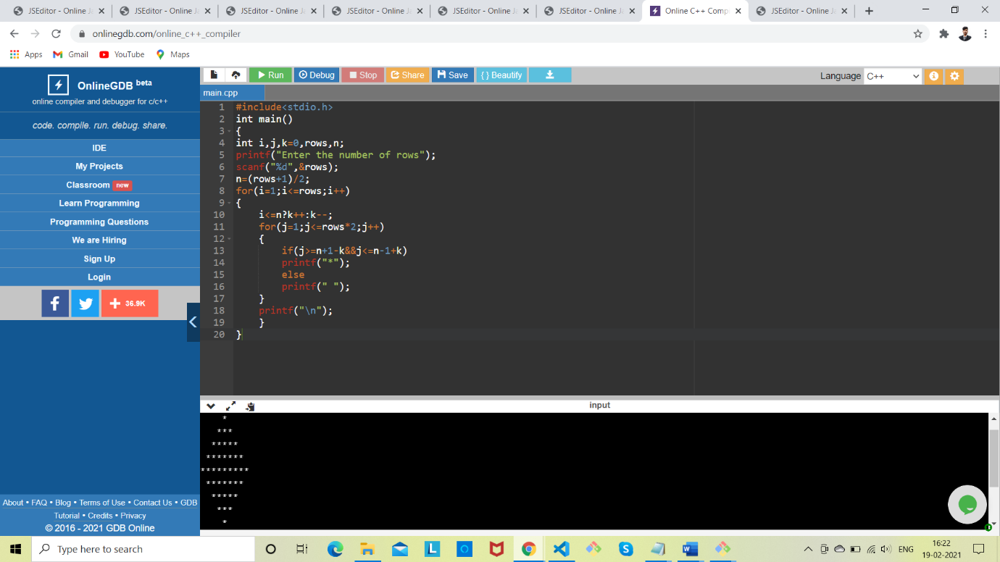 JSEditor - Online Ja
JSEditor - Online Ja
JSEditor - Online Ja
JSEditor - Online Ja
JSEditor - Online Ja
JSEditor - Online Ja
Online C++ Comp
JSEditor - Online Ja
onlinegdb.com/online_c++_compiler
Apps
Gmail
YouTube
Maps
OnlineGDB beta
online compiler and debugger for c/c++
code. compile. run. debug. share.
IDE
My Projects
Classroom new
Learn Programming
Programming Questions
We are Hiring
Sign Up
Login
f
+ 36.9K
About • FAQ • Blog • Terms of Use • Contact Us • GDB
Tutorial • Credits • Privacy
© 2016 - 2021 GDB Online
Run
Debug
Stop
Share
Save
{ } Beautify
Language C++
main.cpp
1 #include<stdio.h>
2 int main()
3 {
4 int i,j,k=0,rows,n;
5 printf("Enter the number of rows");
6 scanf("%d",&rows);
7 n=(rows+1)/2;
8 for(i=1;i<=rows;i++)
9 {
10     i<=n?k++:k--;
11     for(j=1;j<=rows*2;j++)
12     {
13         if(j>=n+1-k&&j<=n-1+k)
14         printf("*");
15         else
16         printf(" ");
17     }
18     printf("\n");
19     }
20 }
input
    *
   ***
  *****
 *******
*********
 *******
  *****
   ***
    *
Type here to search
L
W
ENG
16:22
19-02-2021